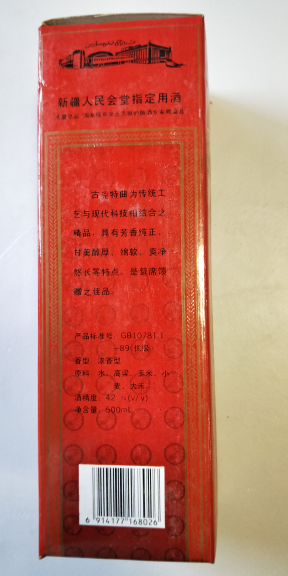 新疆人民会堂指定用酒
古
特曲为传统工
艺与现代科技相结合之
臻品，具有芳香纯正，
甘美醇厚，绵软，爽净
悠长等特点，是宴席馈
赠之佳品。
产品标准号：GB10781.1
-89(优级)
香型：浓香型
原料：水、高粱、玉米、小
麦、大米
酒精度：42
%(v/v)
净含量：500mL
6 914177 168026